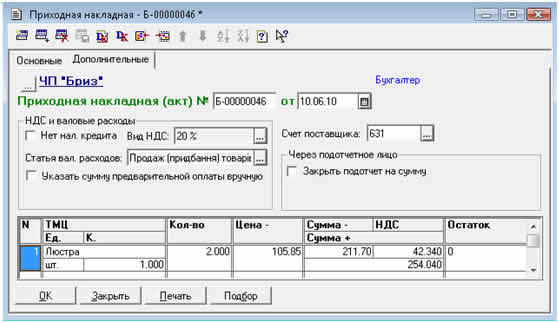 Приходная накладная - Б-00000046 *
Основные Дополнительные
... ЧП "Бриз" Бухгалтер
Приходная накладная (акт) № Б-00000046 от 10.06.10
НДС и валовые расходы
Нет нал. кредита Вид НДС: 20 % ... Счет поставщика: 631 ...
Статья вал. расходов: Продаж (придбання) товарів ... Через подотчетное лицо
Указать сумму предварительной оплаты вручную Закрыть подотчет на сумму
N ТМЦ Кол-во Цена - Сумма - НДС Остаток
Ед. К. Сумма +
1 Люстра 2.000 105.85 211.70 42.340 0
шт. 1.000 254.040
OK Закрыть Печать Подбор